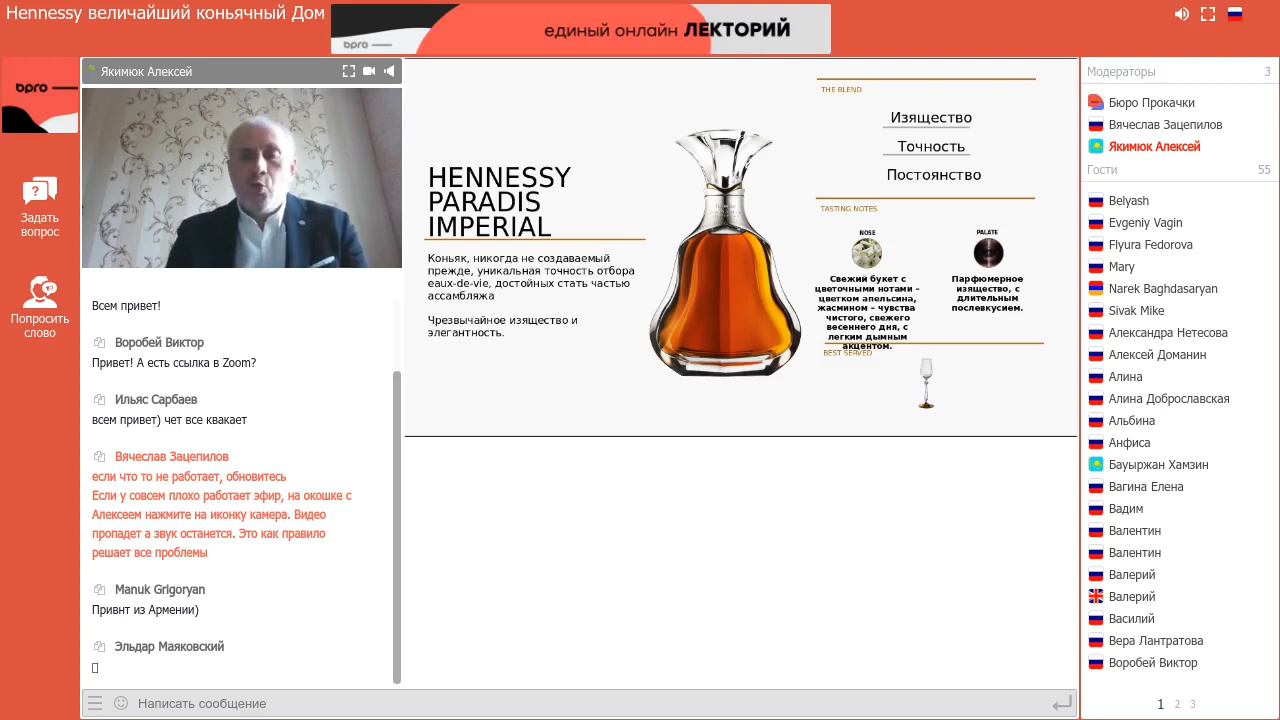 Hennessy величайший коньячный Дом
bpro
единый онлайн ЛЕКТОРИЙ
bpro
Задать
вопрос
Попросить
слово
Якимюк Алексей
Всем привет!
Воробей Виктор
Привет! А есть ссылка в Zoom?
Ильяс Сарбаев
всем привет) чет все квакает
Вячеслав Зацепилов
если что то не работает, обновитесь
Если у совсем плохо работает эфир, на окошке с
Алексеем нажмите на иконку камера. Видео
пропадет а звук останется. Это как правило
решает все проблемы
Manuk Grigoryan
Привнт из Армении)
Эльдар Маяковский
Написать сообщение
HENNESSY
PARADIS
IMPERIAL
Коньяк, никогда не создаваемый
прежде, уникальная точность отбора
eaux-de-vie, достойных стать частью
ассамбляжа
Чрезвычайное изящество и
элегантность.
THE BLEND
Изящество
Точность
Постоянство
TASTING NOTES
NOSE
Свежий букет с
цветочными нотами –
цветком апельсина,
жасмином – чувства
чистого, свежего
весеннего дня, с
легким дымным
акцентом.
PALATE
Парфюмерное
изящество, с
длительным
послевкусием.
BEST SERVED
Модераторы 3
Бюро Прокачки
Вячеслав Зацепилов
Якимюк Алексей
Гости 55
Belyash
Evgeniy Vagin
Flyura Fedorova
Mary
Narek Baghdasaryan
Sivak Mike
Александра Нетесова
Алексей Доманин
Алина
Алина Доброславская
Альбина
Анфиса
Бауыржан Хамзин
Вагина Елена
Вадим
Валентин
Валентин
Валерий
Валерий
Василий
Вера Лантратова
Воробей Виктор
1 2 3